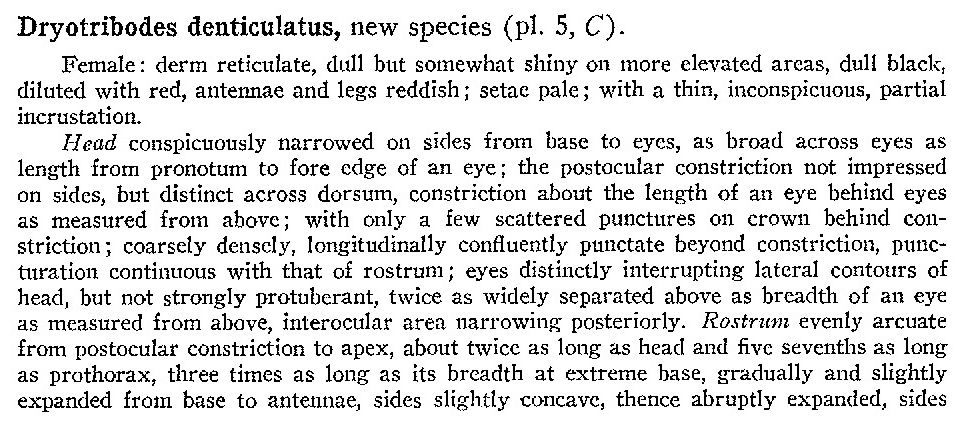 Dryotribodes denticulatus, new species (pl. 5, C).
Female: derm reticulate, dull but somewhat shiny on more elevated areas, dull black,
diluted with red, antennae and legs reddish; setae pale; with a thin, inconspicuous, partial
incrustation.
Head conspicuously narrowed on sides from base to eyes, as broad across eyes as
length from pronotum to fore edge of an eye; the postocular constriction not impressed
on sides, but distinct across dorsum, constriction about the length of an eye behind eyes
as measured from above; with only a few scattered punctures on crown behind con-
striction; coarsely densely, longitudinally confluently punctate beyond constriction, punc-
turation continuous with that of rostrum; eyes distinctly interrupting lateral contours of
head, but not strongly protuberant, twice as widely separated above as breadth of an eye
as measured from above, interocular area narrowing posteriorly. Rostrum evenly arcuate
from postocular constriction to apex, about twice as long as head and five sevenths as long
as prothorax, three times as long as its breadth at extreme base, gradually and slightly
expanded from base to antennae, sides slightly concave, thence abruptly expanded, sides